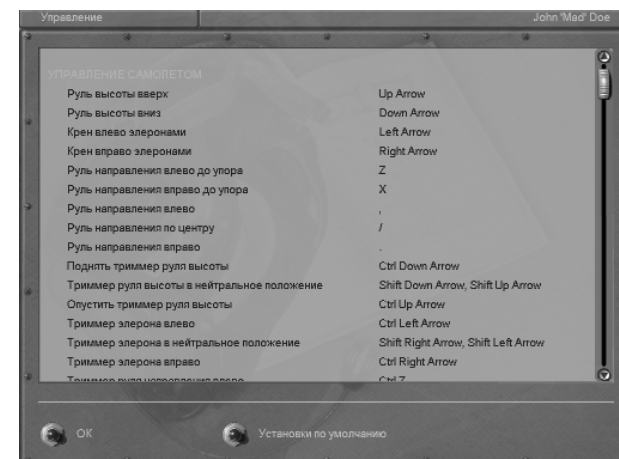 Управление John 'Mad' Doe
УПРАВЛЕНИЕ САМОЛЕТОМ
Руль высоты вверх Up Arrow
Руль высоты вниз Down Arrow
Крен влево элеронами Left Arrow
Крен вправо элеронами Right Arrow
Руль направления влево до упора Z
Руль направления вправо до упора X
Руль направления влево ,
Руль направления по центру /
Руль направления вправо .
Поднять триммер руля высоты Ctrl Down Arrow
Триммер руля высоты в нейтральное положение Shift Down Arrow, Shift Up Arrow
Опустить триммер руля высоты Ctrl Up Arrow
Триммер элерона влево Ctrl Left Arrow
Триммер элерона в нейтральное положение Shift Right Arrow, Shift Left Arrow
Триммер элерона вправо Ctrl Right Arrow
Триммер руля направления влево Ctrl Z
OK Установки по умолчанию